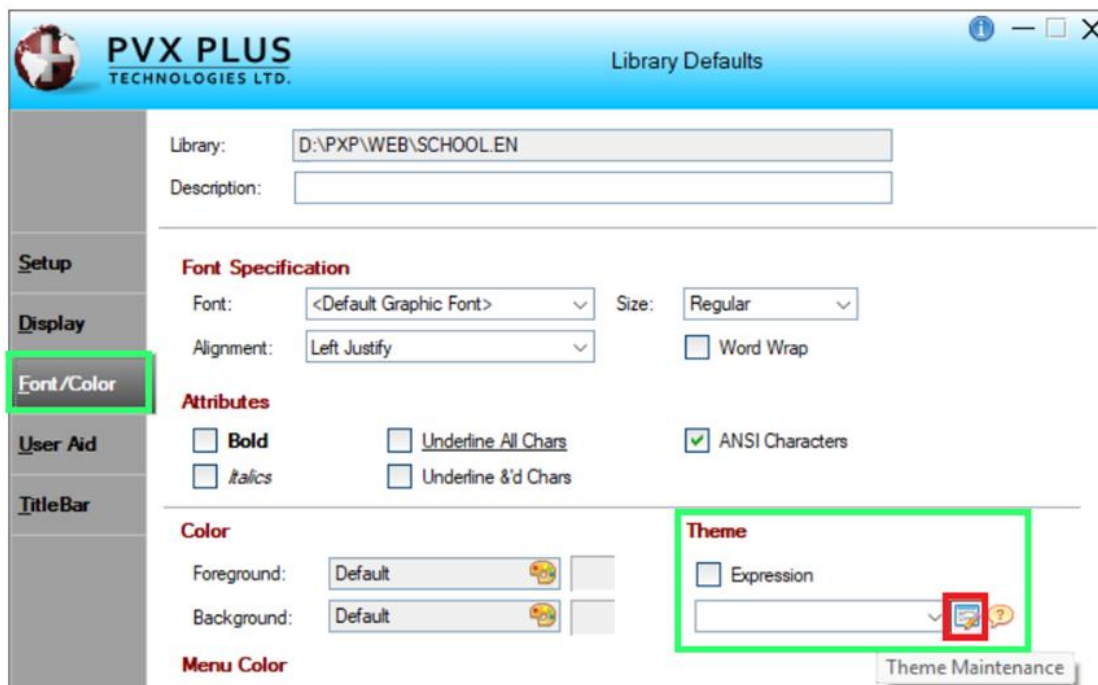 PVX PLUS
TECHNOLOGIES LTD.
Library Defaults
Library: D:\PXP\WEB\SCHOOL.EN
Description:
Setup
Display
Font/Color
User Aid
TitleBar
Font Specification
Font: <Default Graphic Font> Size: Regular
Alignment: Left Justify Word Wrap
Attributes
Bold Underline All Chars ANSI Characters
Italics Underline &'d Chars
Color
Foreground: Default
Background: Default
Theme
Expression
Theme Maintenance
Menu Color